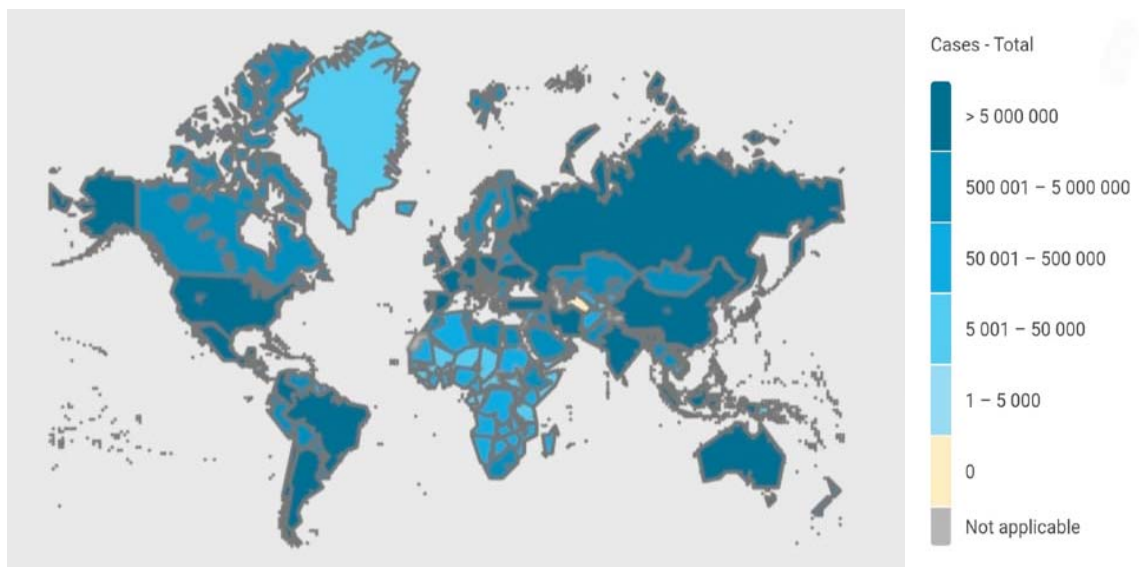 Cases - Total
> 5 000 000
500 001 – 5 000 000
50 001 – 500 000
5 001 – 50 000
1 – 5 000
0
Not applicable